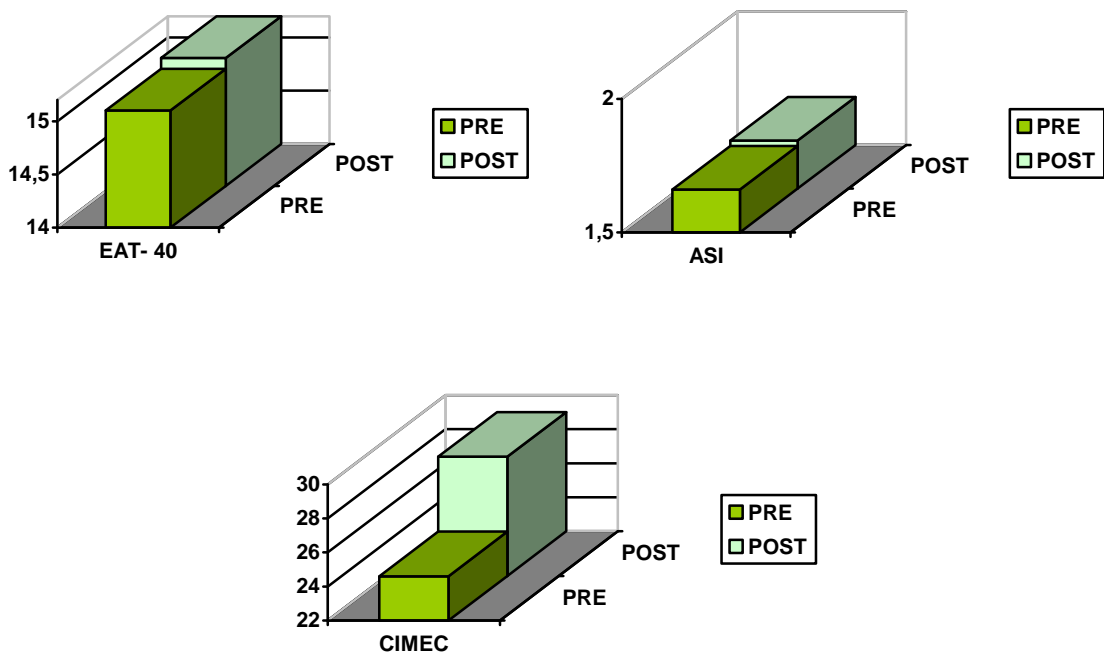 15
14,5
14
EAT- 40
PRE
POST
PRE
POST
2
1,5
ASI
PRE
POST
PRE
POST
30
28
26
24
22
CIMEC
PRE
POST
PRE
POST